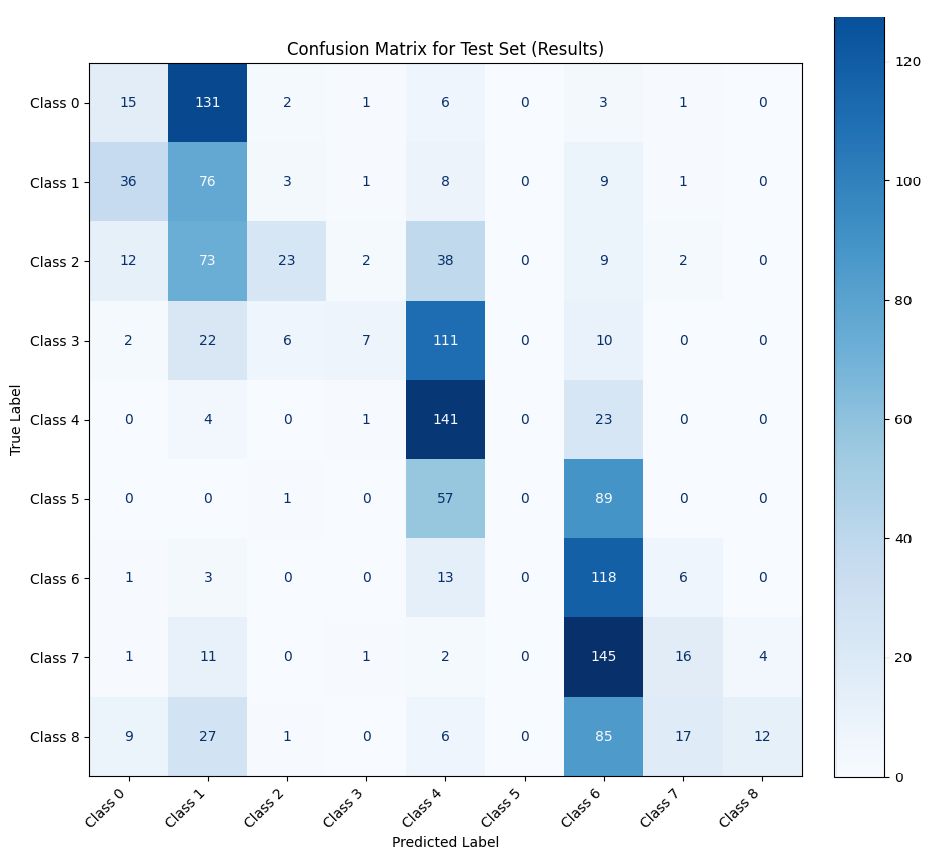 Confusion Matrix for Test Set (Results)
Class 0 15 131 2 1 6 0 3 1 0
Class 1 36 76 3 1 8 0 9 1 0
Class 2 12 73 23 2 38 0 9 2 0
Class 3 2 22 6 7 111 0 10 0 0
Class 4 0 4 0 1 141 0 23 0 0
Class 5 0 0 1 0 57 0 89 0 0
Class 6 1 3 0 0 13 0 118 6 0
Class 7 1 11 0 1 2 0 145 16 4
Class 8 9 27 1 0 6 0 85 17 12
Class 0 Class 1 Class 2 Class 3 Class 4 Class 5 Class 6 Class 7 Class 8
Predicted Label
True Label
120
100
80
60
40
20
0